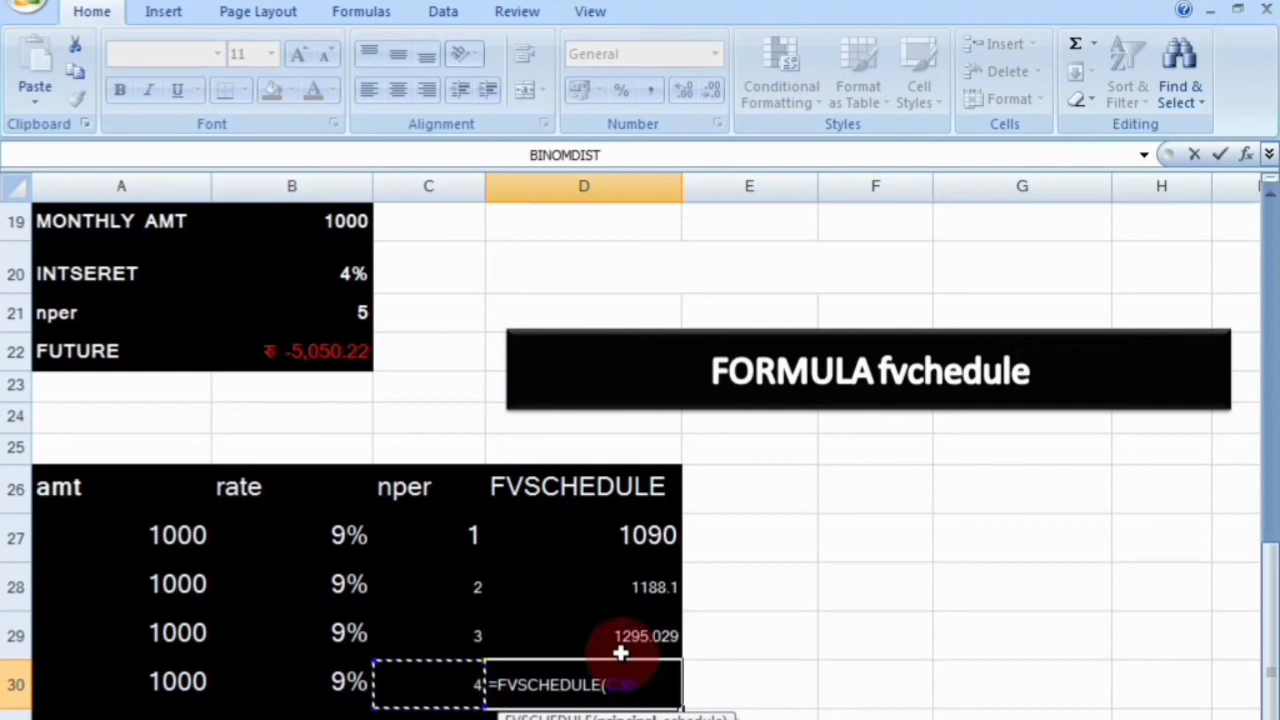 Home Insert Page Layout Formulas Data Review View
11 General Insert
Paste Conditional Format Cell Delete Sort & Find &
Formatting as Table Styles Format Filter Select
Clipboard Font Alignment Number Styles Cells Editing
BINOMDIST
A B C D E F G H
19 MONTHLY AMT 1000
20 INTSERET 4%
21 nper 5
22 FUTURE रु -5,050.22
FORMULA fvchedule
23
24
25
26 amt rate nper FVSCHEDULE
27 1000 9% 1 1090
28 1000 9% 2 1188.1
29 1000 9% 3 1295.029
30 1000 9% 4 =FVSCHEDULE(C30
FVSCHEDULE(principal, schedule)